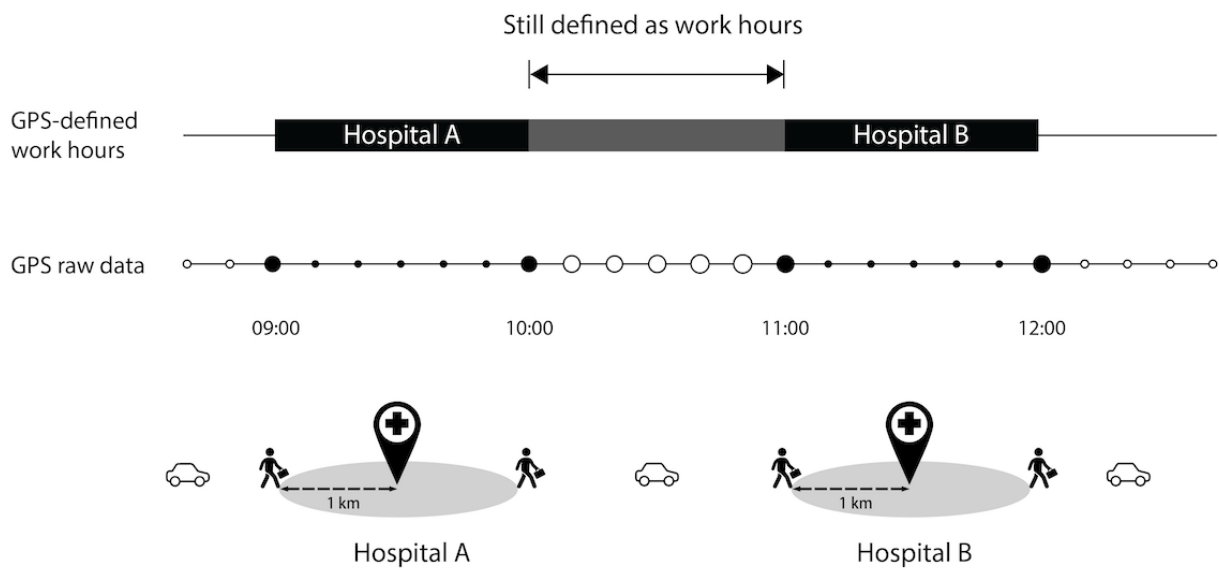 Still defined as work hours
GPS-defined
work hours
Hospital A
Hospital B
GPS raw data
09:00
10:00
11:00
12:00
1 km
1 km
Hospital A
Hospital B